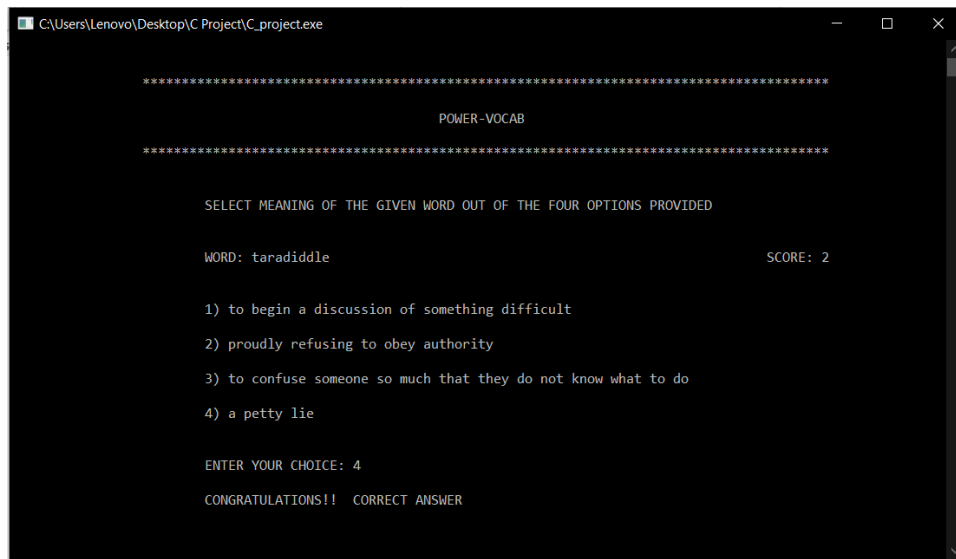 C:\Users\Lenovo\Desktop\C Project\C_project.exe
****************************************************************************************
POWER-VOCAB
****************************************************************************************
SELECT MEANING OF THE GIVEN WORD OUT OF THE FOUR OPTIONS PROVIDED
WORD: taradiddle SCORE: 2
1) to begin a discussion of something difficult
2) proudly refusing to obey authority
3) to confuse someone so much that they do not know what to do
4) a petty lie
ENTER YOUR CHOICE: 4
CONGRATULATIONS!!  CORRECT ANSWER